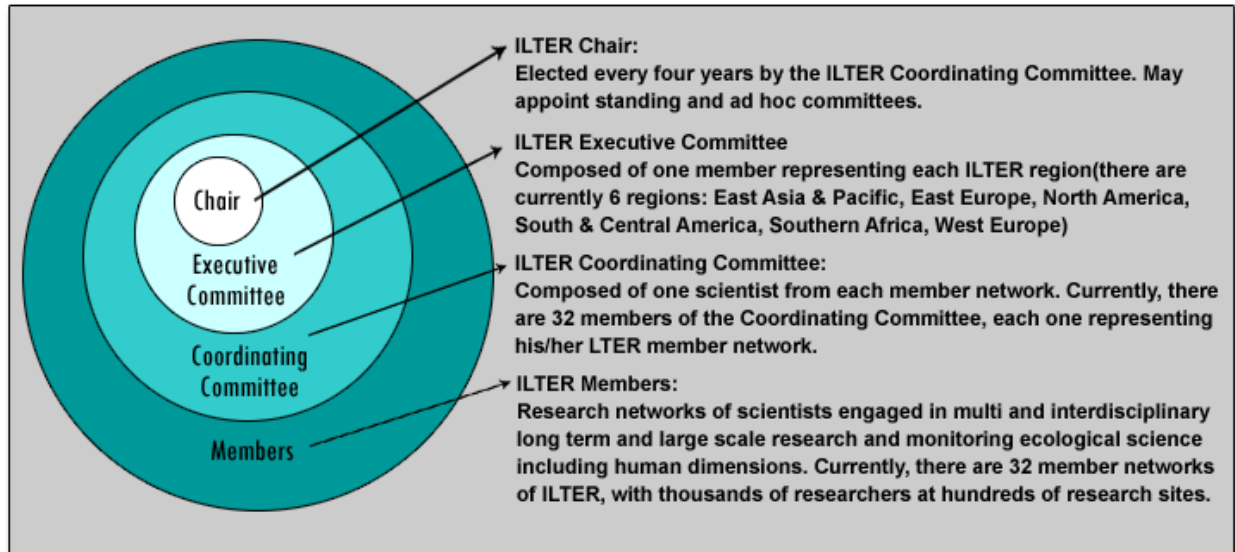 Chair
Executive
Committee
Coordinating
Committee
Members
ILTER Chair:
Elected every four years by the ILTER Coordinating Committee. May
appoint standing and ad hoc committees.
ILTER Executive Committee
Composed of one member representing each ILTER region(there are
currently 6 regions: East Asia & Pacific, East Europe, North America,
South & Central America, Southern Africa, West Europe)
ILTER Coordinating Committee:
Composed of one scientist from each member network. Currently, there
are 32 members of the Coordinating Committee, each one representing
his/her LTER member network.
ILTER Members:
Research networks of scientists engaged in multi and interdisciplinary
long term and large scale research and monitoring ecological science
including human dimensions. Currently, there are 32 member networks
of ILTER, with thousands of researchers at hundreds of research sites.